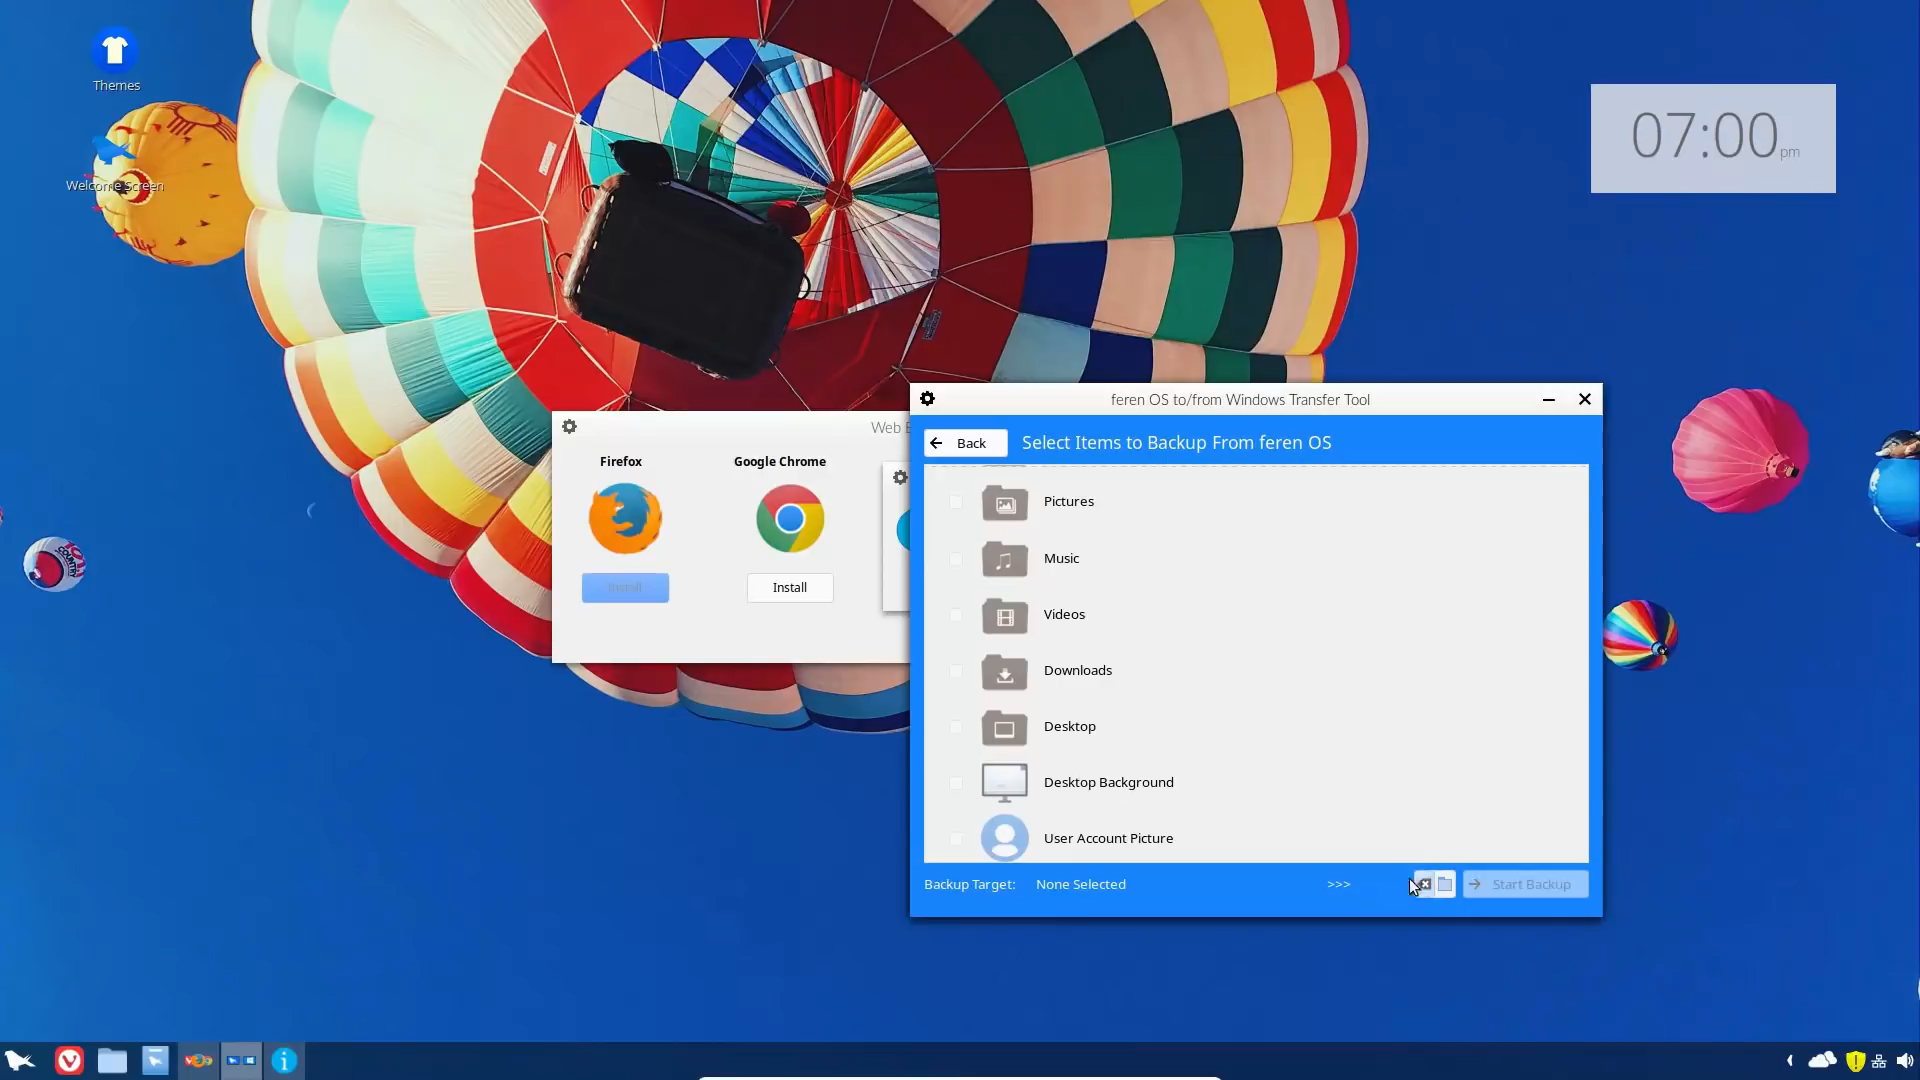 Themes
Welcome Screen
07:00 pm
Web
Firefox
Google Chrome
Install
Install
feren OS to/from Windows Transfer Tool
Back
Select Items to Backup From feren OS
Pictures
Music
Videos
Downloads
Desktop
Desktop Background
User Account Picture
Backup Target:
None Selected
>>>
Start Backup